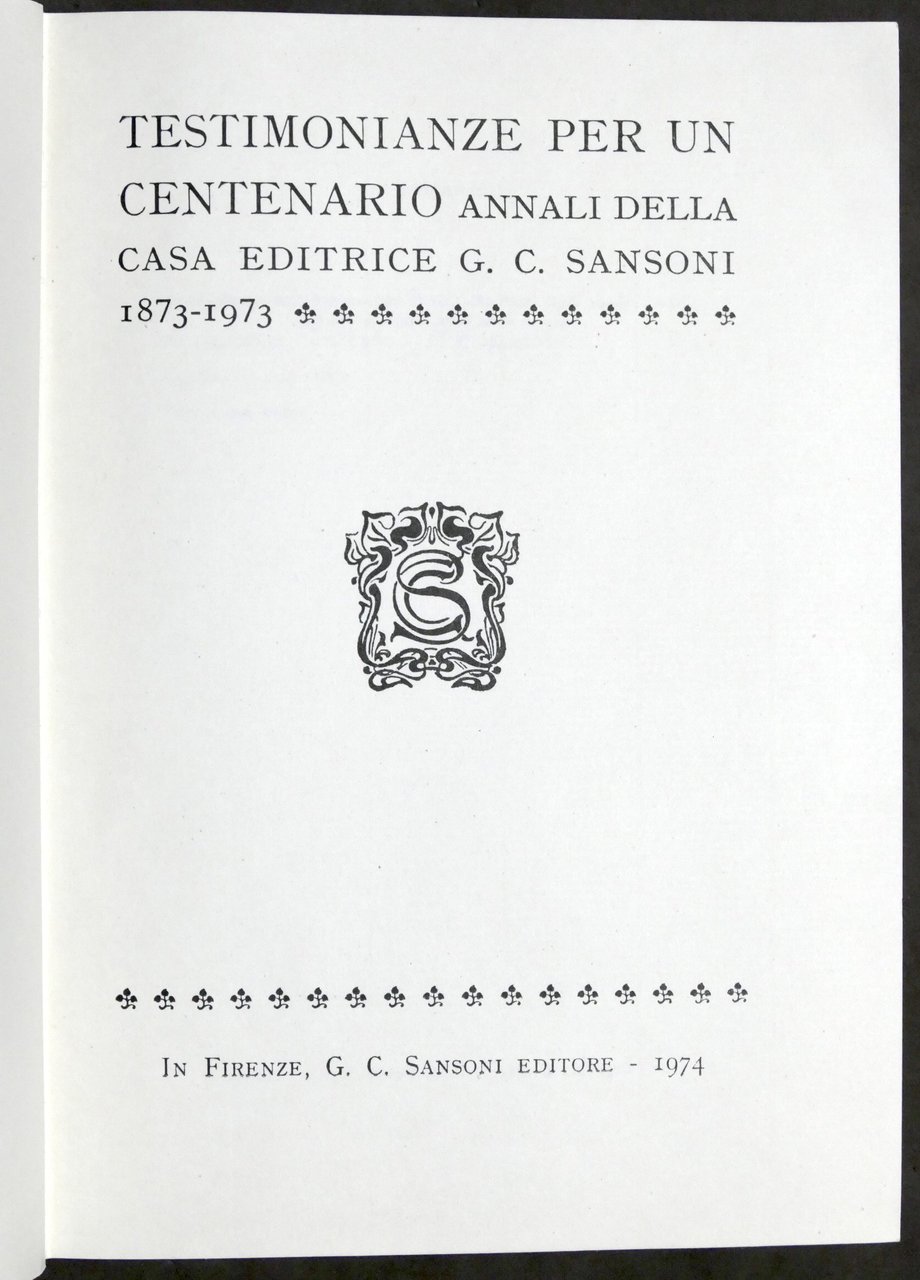 TESTIMONIANZE PER UN
CENTENARIO ANNALI DELLA
CASA EDITRICE G. C. SANSONI
1873-1973
In Firenze, G. C. Sansoni editore - 1974